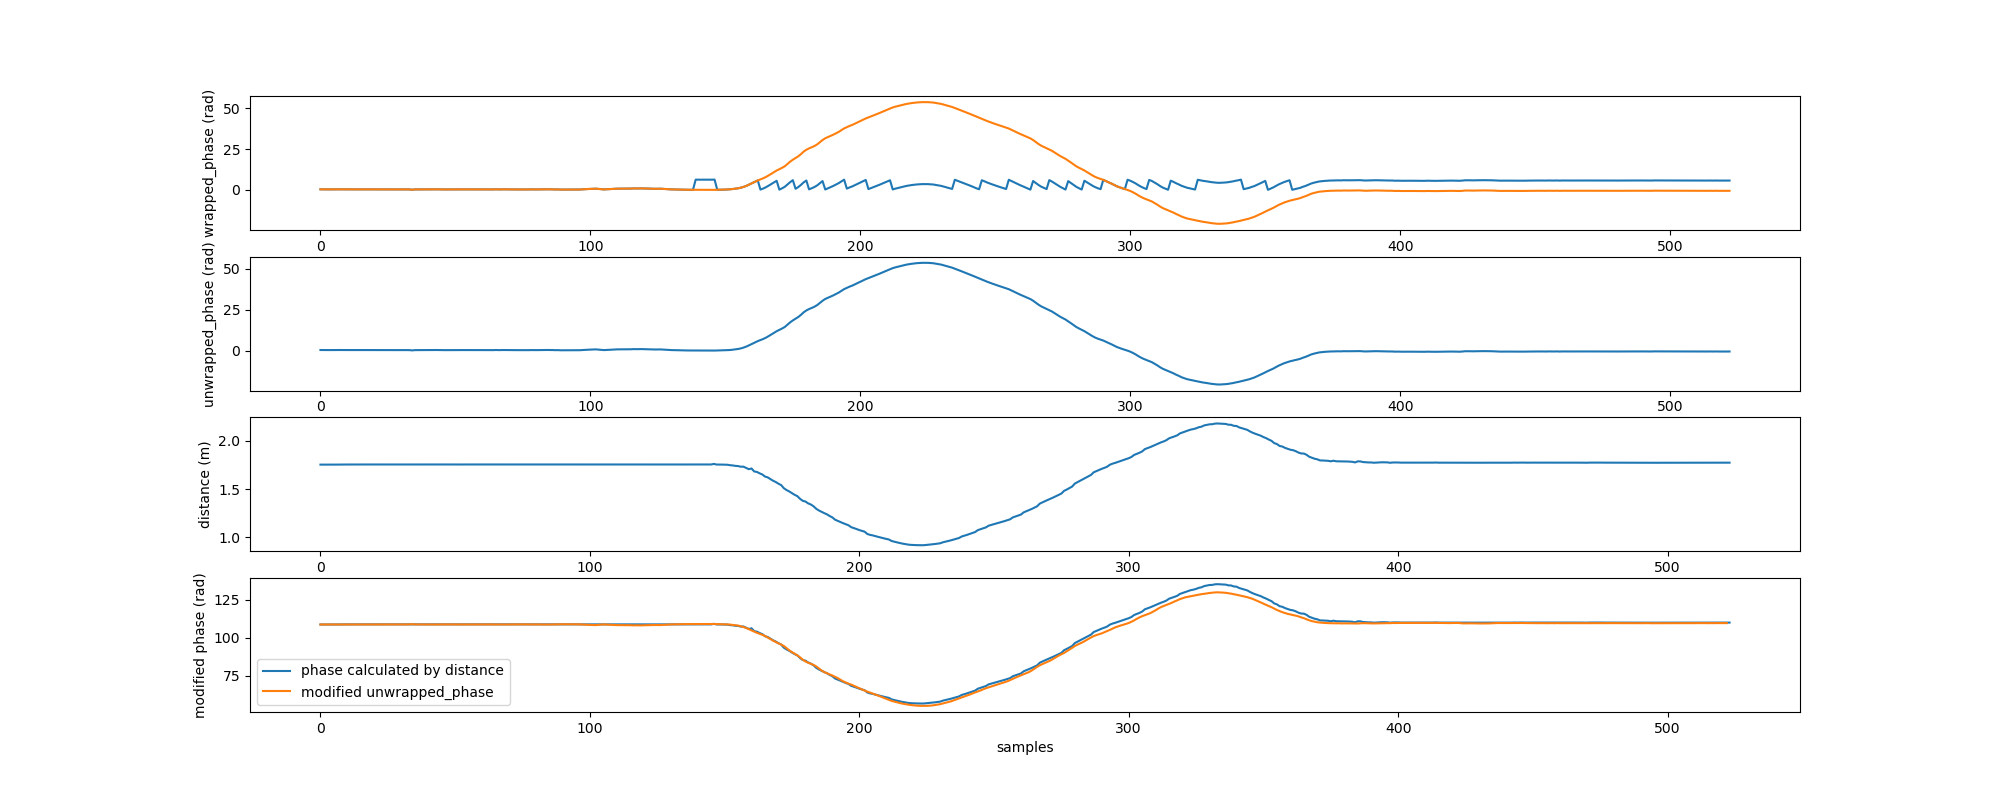 wrapped_phase (rad)
50
25
0
0 100 200 300 400 500
unwrapped_phase (rad)
50
25
0
0 100 200 300 400 500
distance (m)
2.0
1.5
1.0
0 100 200 300 400 500
modified phase (rad)
125
100
75
phase calculated by distance
modified unwrapped_phase
0 100 200 300 400 500
samples